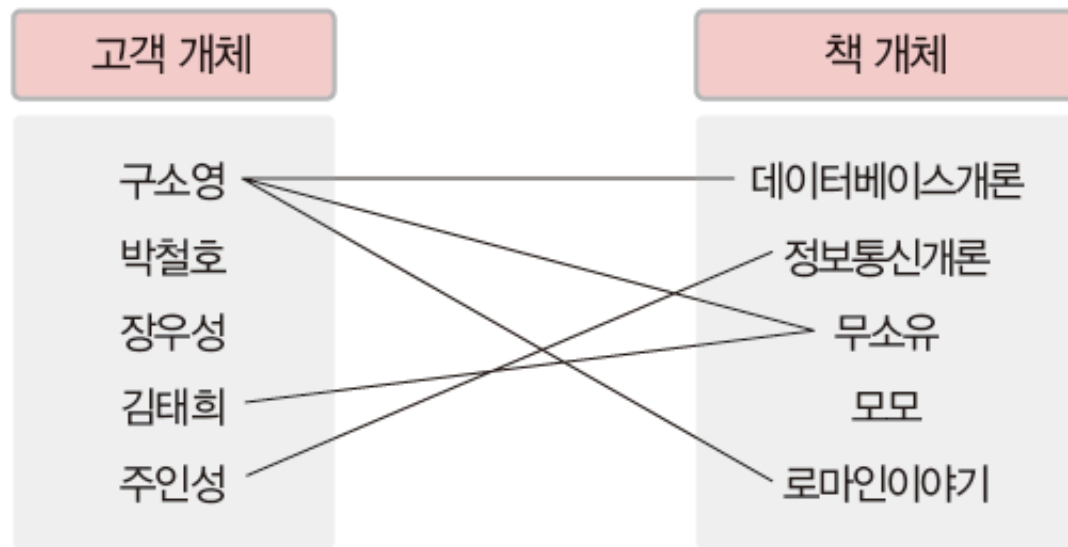 고객 개체
책 개체
구소영
데이터베이스개론
박철호
정보통신개론
장우성
무소유
김태희
모모
주인성
로마인이야기